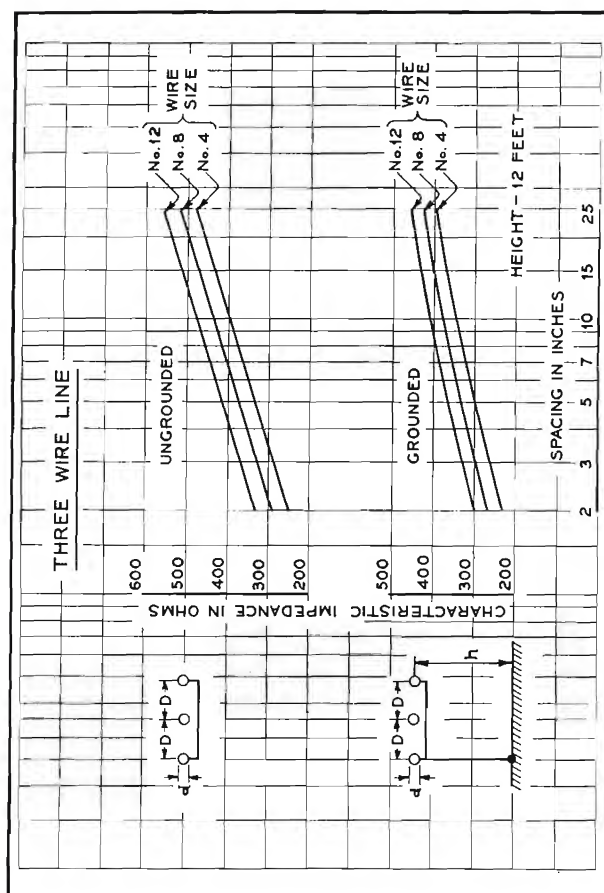 THREE WIRE LINE
UNGROUNDED
No. 12
No. 8
No. 4
WIRE
SIZE
600
500
400
300
200
CHARACTERISTIC IMPEDANCE IN OHMS
D
D
d
GROUNDED
No. 12
No. 8
No. 4
WIRE
SIZE
500
400
300
200
D
D
d
h
HEIGHT - 12 FEET
2
3
5
7
10
15
25
SPACING IN INCHES